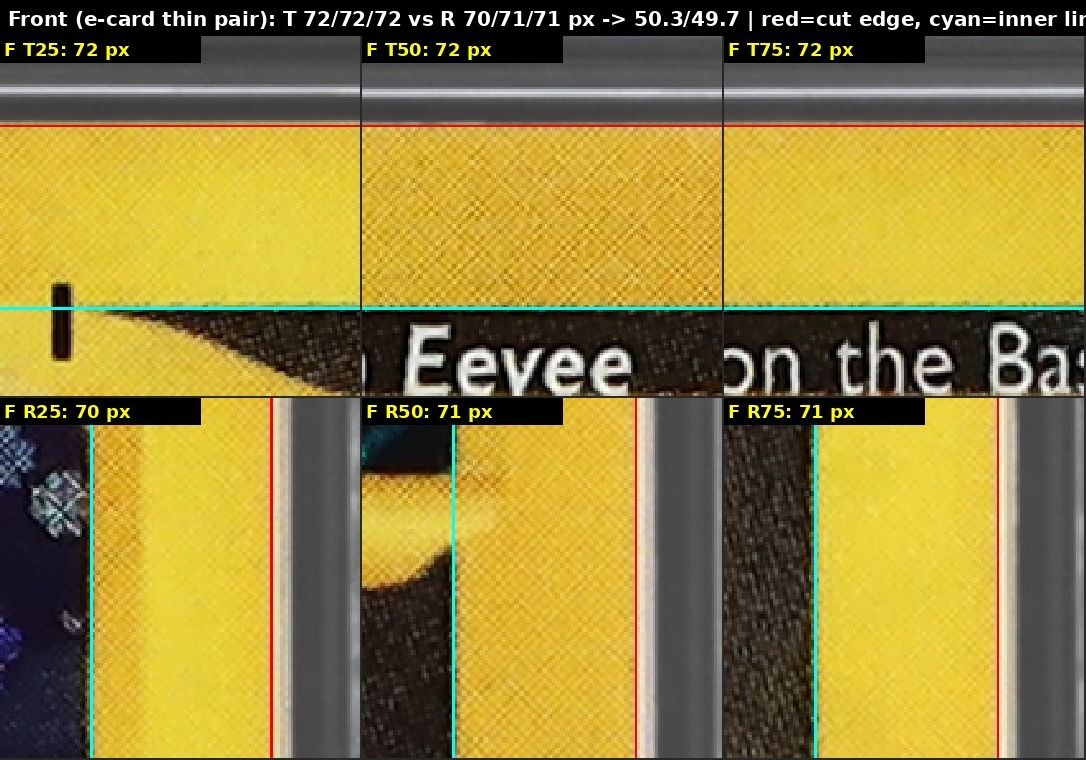 Front (e-card thin pair): T 72/72/72 vs R 70/71/71 px -> 50.3/49.7 | red=cut edge, cyan=inner
F T25: 72 px
F T50: 72 px
F T75: 72 px
Eevee
on the
F R25: 70 px
F R50: 71 px
F R75: 71 px